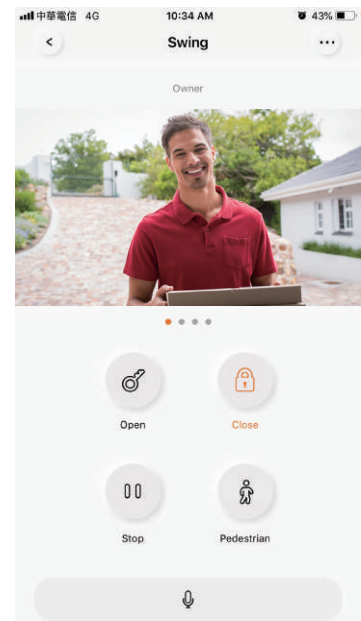 中華電信 4G 10:34 AM 43%
Swing
Owner
Open Close
Stop Pedestrian